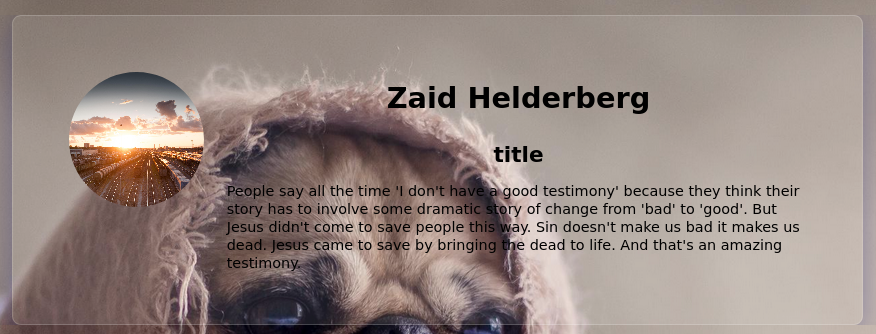 Zaid Helderberg
title
People say all the time 'I don't have a good testimony' because they think their
story has to involve some dramatic story of change from 'bad' to 'good'. But
Jesus didn't come to save people this way. Sin doesn't make us bad it makes us
dead. Jesus came to save by bringing the dead to life. And that's an amazing
testimony.